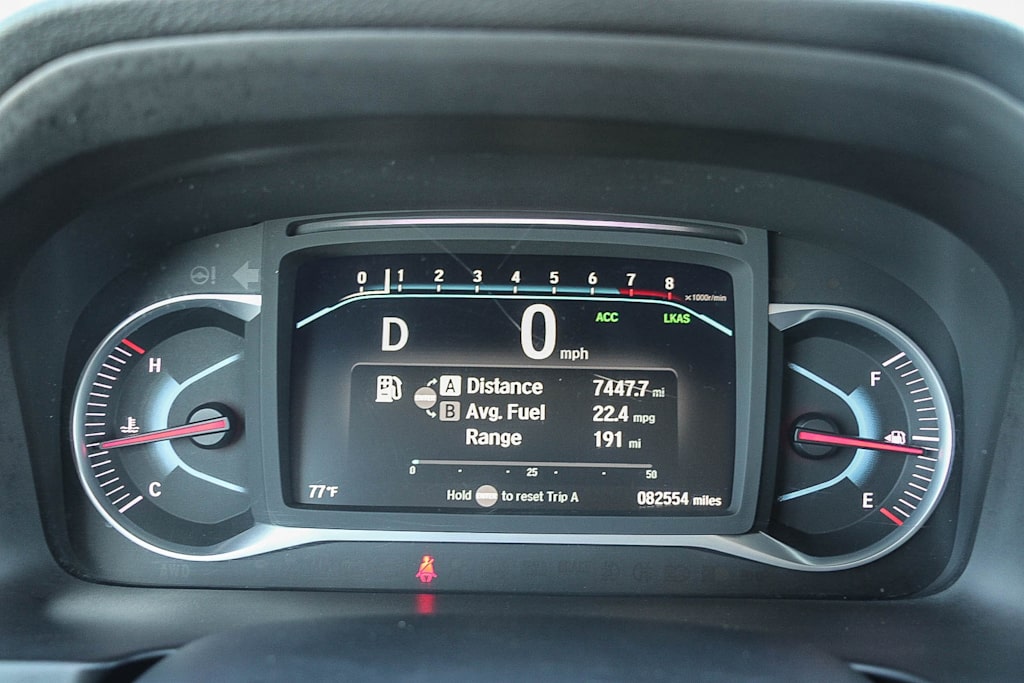 0 1 2 3 4 5 6 7 8
×1000r/min
ACC LKAS
D 0 mph
H
F
A Distance 7447.7 mi
B Avg. Fuel 22.4 mpg
Range 191 mi
0 25 50
C
E
77°F Hold ENTER to reset Trip A 082554 miles